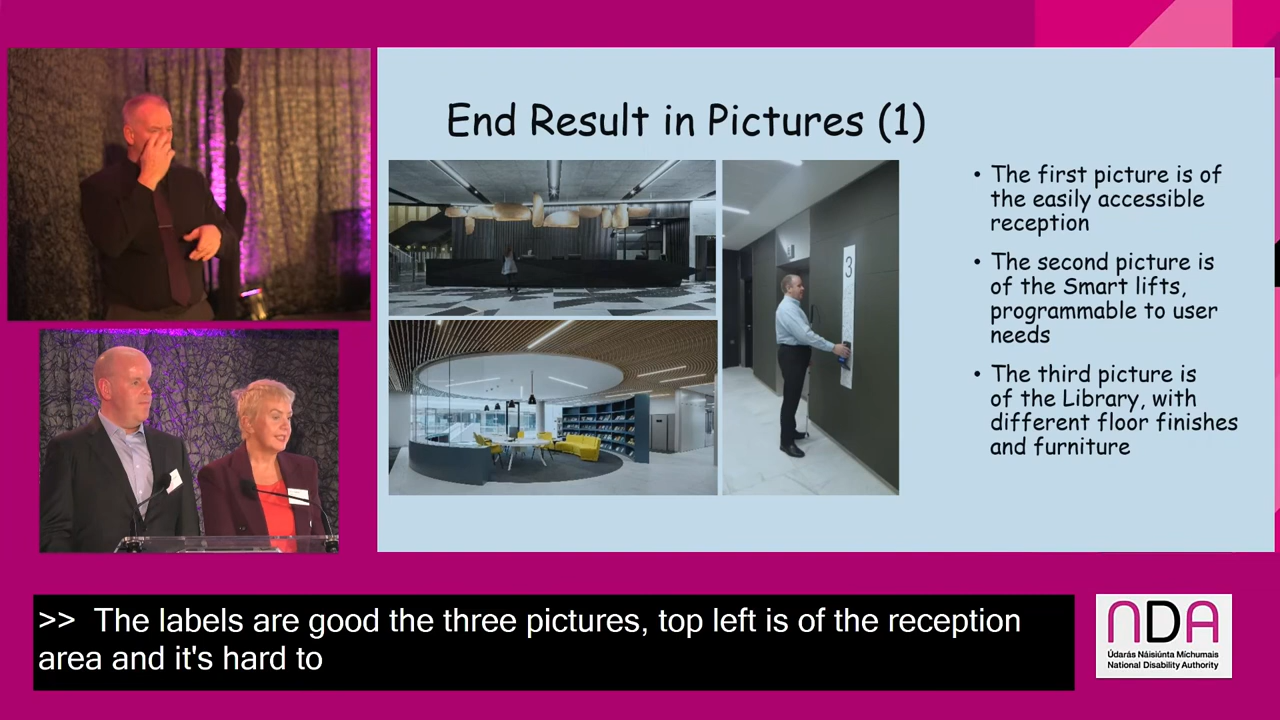 End Result in Pictures (1)
• The first picture is of
the easily accessible
reception
• The second picture is
of the Smart lifts,
programmable to user
needs
• The third picture is
of the Library, with
different floor finishes
and furniture
3
>> The labels are good the three pictures, top left is of the reception
area and it's hard to
NDA
Údarás Náisiúnta Míchumais
National Disability Authority